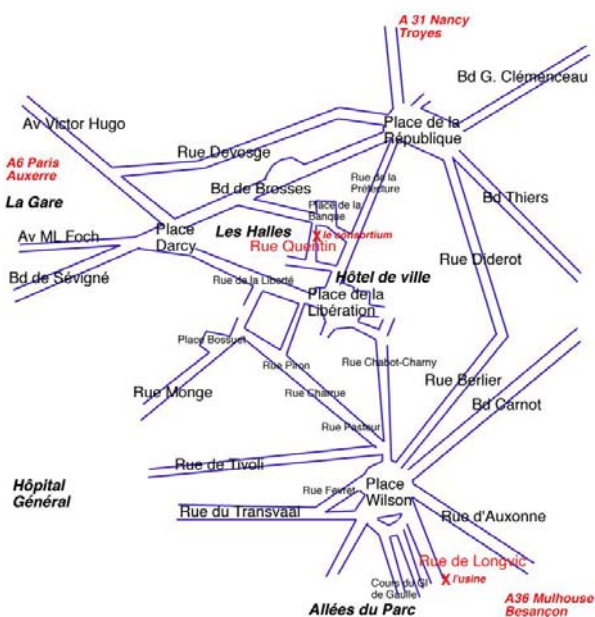 A 31 Nancy
Troyes
Bd G. Clémenceau
Av Victor Hugo
Place de la
République
Rue Devosge
A6 Paris
Auxerre
Rue de la
Préfecture
Bd de Brosses
Bd Thiers
La Gare
Place de la
Banque
Place
Darcy
Les Halles
X le consortium
Av ML Foch
Rue Quentin
Rue Diderot
Bd de Sévigné
Rue de la Liberté
Hôtel de ville
Place de la
Libération
Place Bossuet
Rue Piron
Rue Chabot-Charny
Rue Berlier
Rue Monge
Rue Charrue
Bd Carnot
Rue Pasteur
Rue de Tivoli
Hôpital
Général
Rue Fevret
Place
Wilson
Rue du Transvaal
Rue d'Auxonne
Rue de Longvic
X l'usine
Cours du Gl
de Gaulle
Allées du Parc
A36 Mulhouse
Besançon